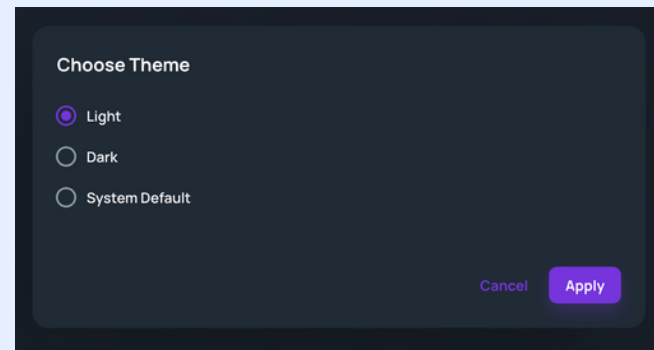 Choose Theme
Light
Dark
System Default
Cancel Apply